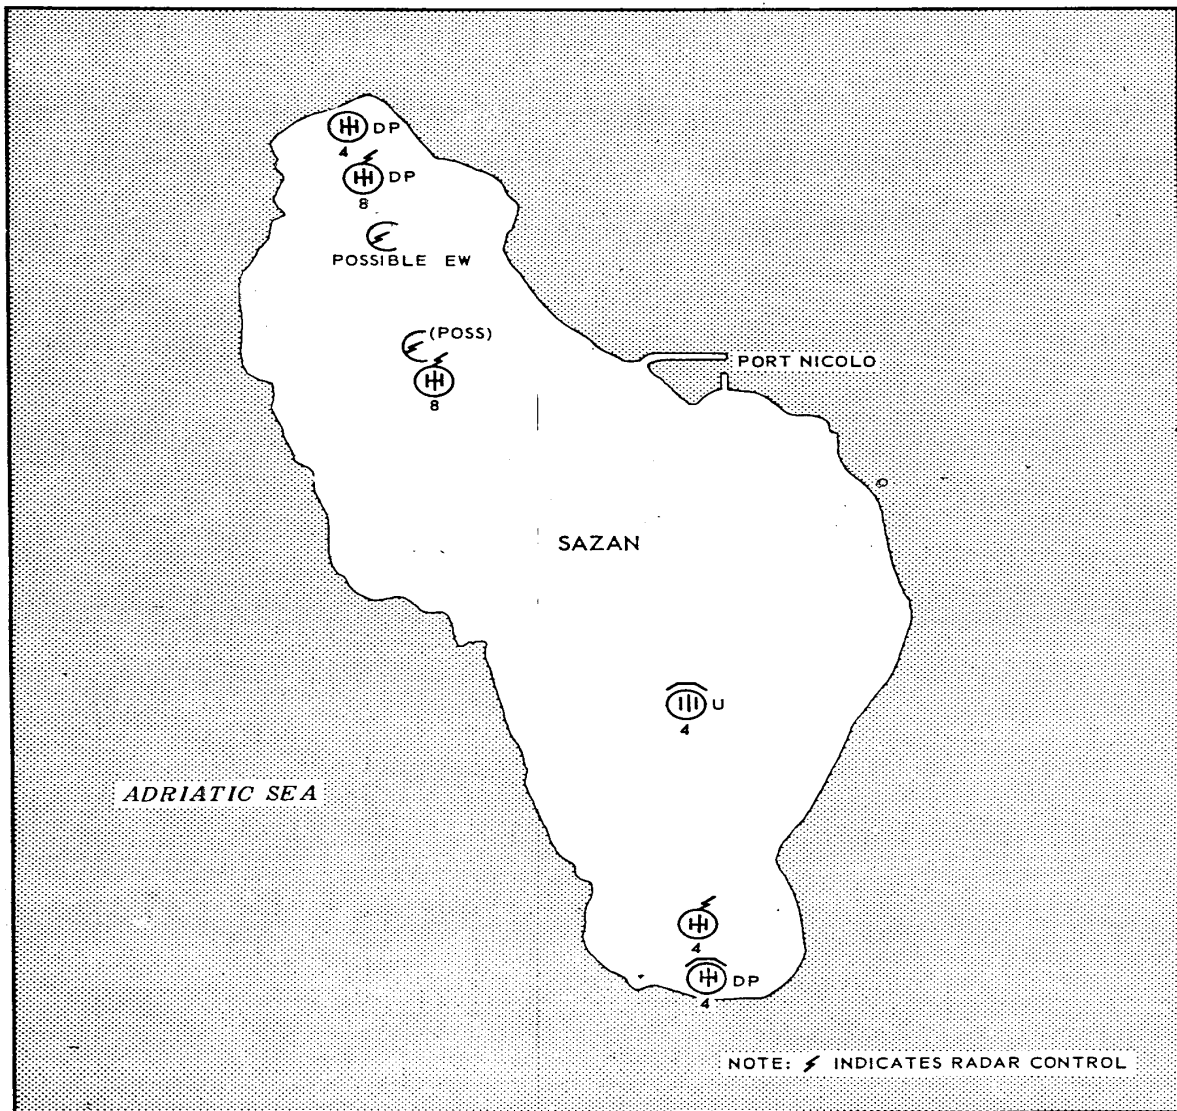 DP
4
DP
8
POSSIBLE EW
(POSS)
8
PORT NICOLO
SAZAN
U
4
ADRIATIC SEA
4
DP
4
NOTE: INDICATES RADAR CONTROL